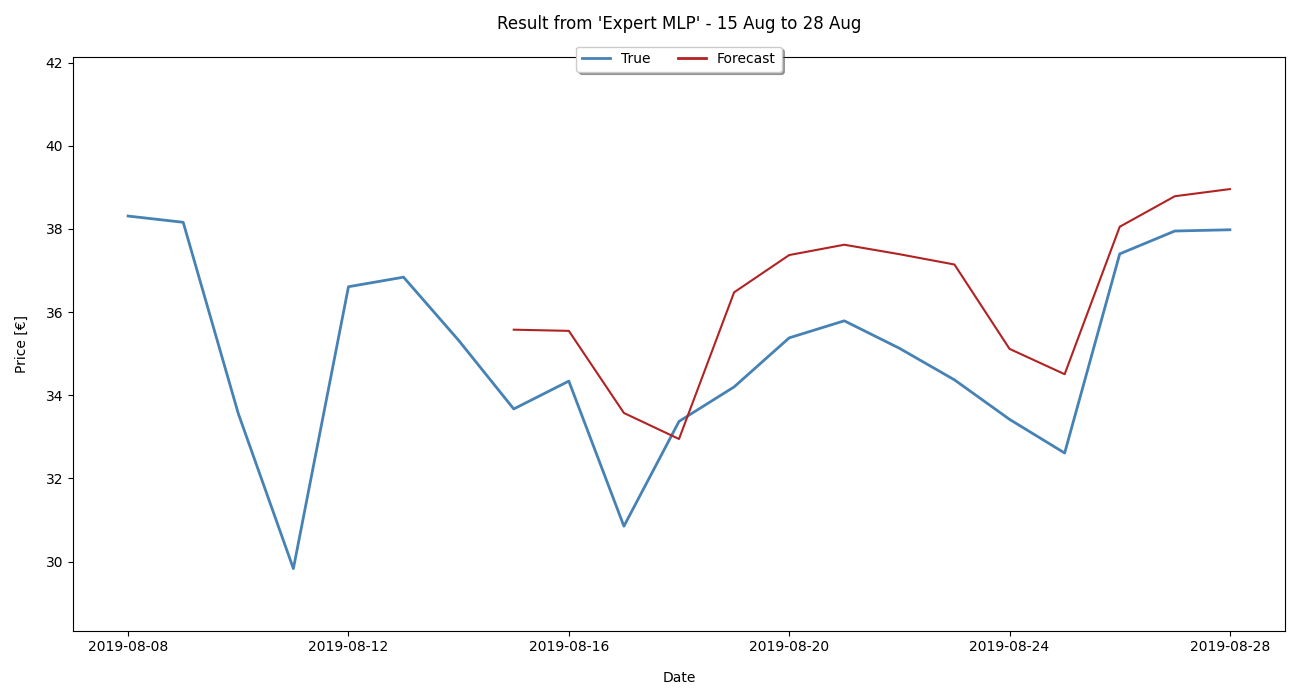 Result from 'Expert MLP' - 15 Aug to 28 Aug
True Forecast
42
40
38
36
34
32
30
Price [€]
2019-08-08 2019-08-12 2019-08-16 2019-08-20 2019-08-24 2019-08-28
Date